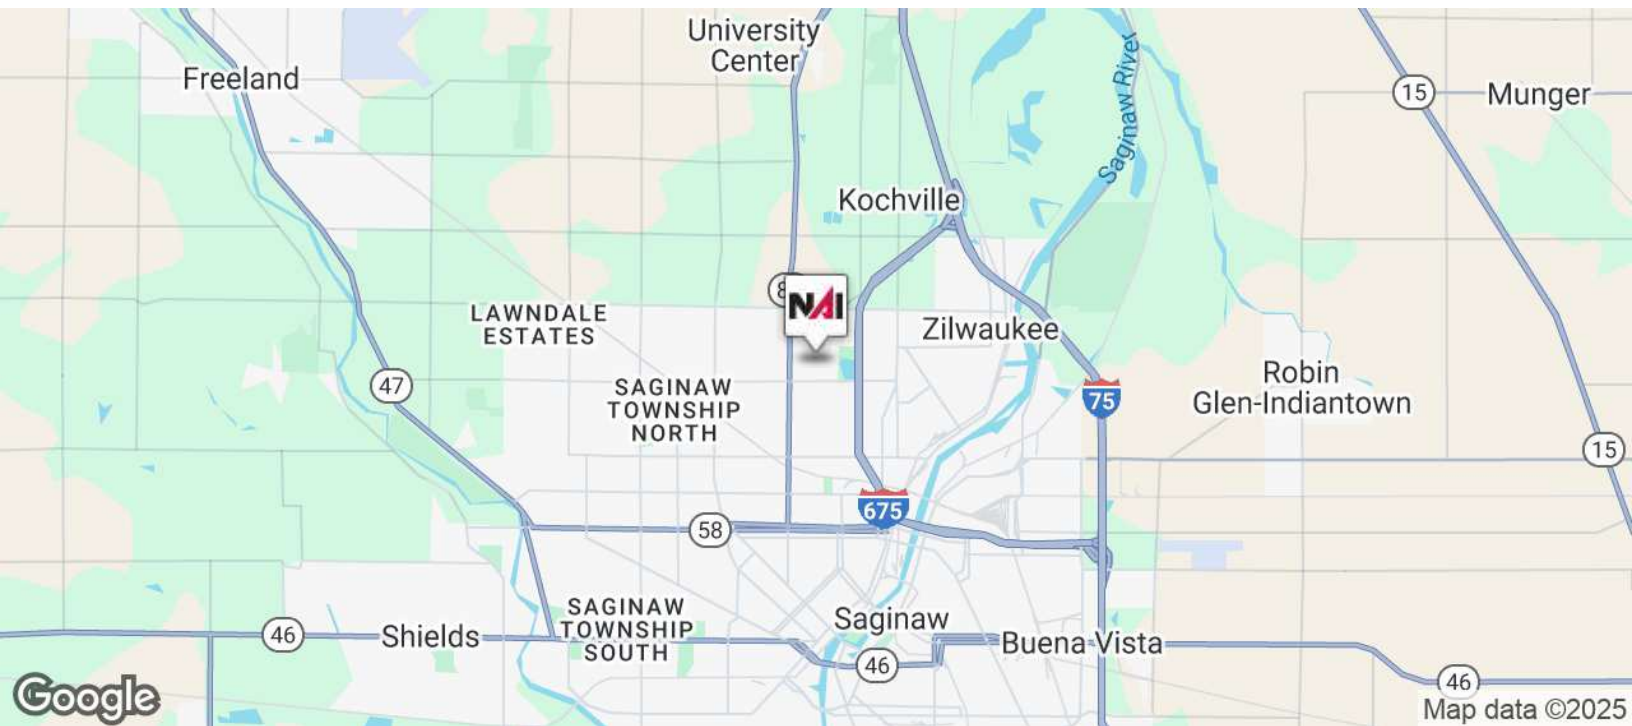 University
Center
Freeland
15
Munger
Saginaw River
Kochville
8
NAI
LAWNDALE
ESTATES
Zilwaukee
47
SAGINAW
TOWNSHIP
NORTH
75
Robin
Glen-Indiantown
15
675
58
SAGINAW
TOWNSHIP
SOUTH
Saginaw
46
Shields
Buena Vista
46
46
Google
Map data ©2025